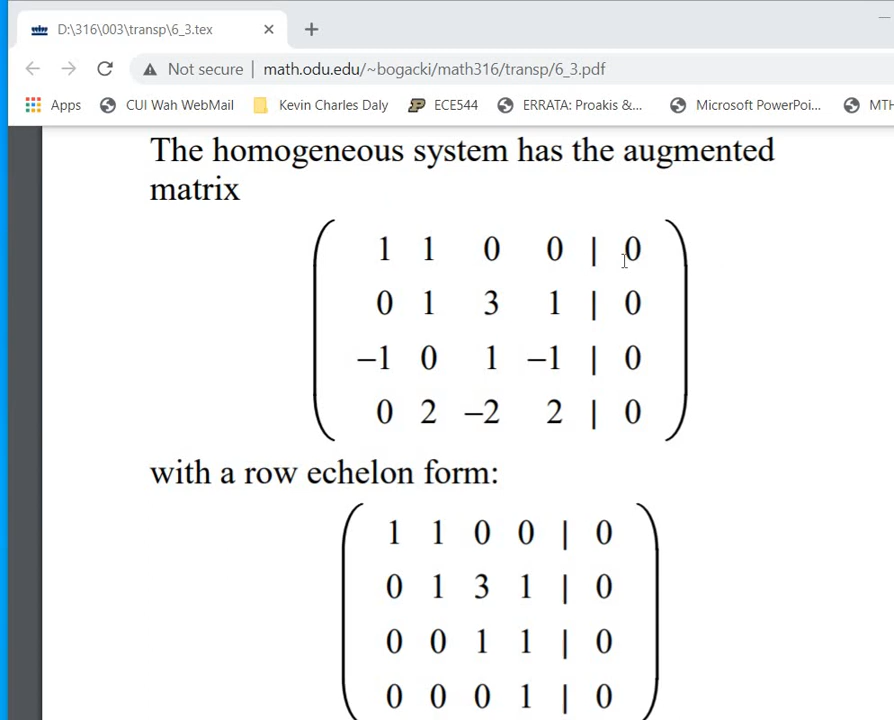 D:\316\003\transp\6_3.tex
Not secure | math.odu.edu/~bogacki/math316/transp/6_3.pdf
Apps CUI Wah WebMail Kevin Charles Daly ECE544 ERRATA: Proakis &... Microsoft PowerPoi... MTH
The homogeneous system has the augmented
matrix
1 1 0 0 | 0
0 1 3 1 | 0
−1 0 1 −1 | 0
0 2 −2 2 | 0
with a row echelon form:
1 1 0 0 | 0
0 1 3 1 | 0
0 0 1 1 | 0
0 0 0 1 | 0